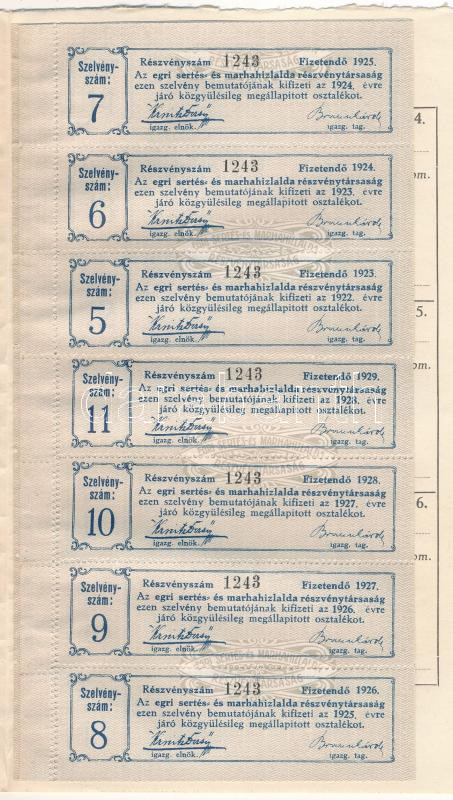 Szelvény-
szám:
7
Részvényszám 1243 Fizetendő 1925.
Az egri sertés- és marhahizlalda részvénytársaság
ezen szelvény bemutatójának kifizeti az 1924. évre
járó közgyülésileg megállapitott osztalékot.
igazg. elnök. igazg. tag.
Szelvény-
szám:
6
Részvényszám 1243 Fizetendő 1924.
Az egri sertés- és marhahizlalda részvénytársaság
ezen szelvény bemutatójának kifizeti az 1923. évre
járó közgyülésileg megállapitott osztalékot.
igazg. elnök. igazg. tag.
Szelvény-
szám:
5
Részvényszám 1243 Fizetendő 1923.
Az egri sertés- és marhahizlalda részvénytársaság
ezen szelvény bemutatójának kifizeti az 1922. évre
járó közgyülésileg megállapitott osztalékot.
igazg. elnök. igazg. tag.
Szelvény-
szám:
11
Részvényszám 1243 Fizetendő 1929.
Az egri sertés- és marhahizlalda részvénytársaság
ezen szelvény bemutatójának kifizeti az 1928. évre
járó közgyülésileg megállapitott osztalékot.
igazg. elnök. igazg. tag.
Szelvény-
szám:
10
Részvényszám 1243 Fizetendő 1928.
Az egri sertés- és marhahizlalda részvénytársaság
ezen szelvény bemutatójának kifizeti az 1927. évre
járó közgyülésileg megállapitott osztalékot.
igazg. elnök. igazg. tag.
Szelvény-
szám:
9
Részvényszám 1243 Fizetendő 1927.
Az egri sertés- és marhahizlalda részvénytársaság
ezen szelvény bemutatójának kifizeti az 1926. évre
járó közgyülésileg megállapitott osztalékot.
igazg. elnök. igazg. tag.
Szelvény-
szám:
8
Részvényszám 1243 Fizetendő 1926.
Az egri sertés- és marhahizlalda részvénytársaság
ezen szelvény bemutatójának kifizeti az 1925. évre
járó közgyülésileg megállapitott osztalékot.
igazg. elnök. igazg. tag.
4.
om.
5.
om.
6.
om.